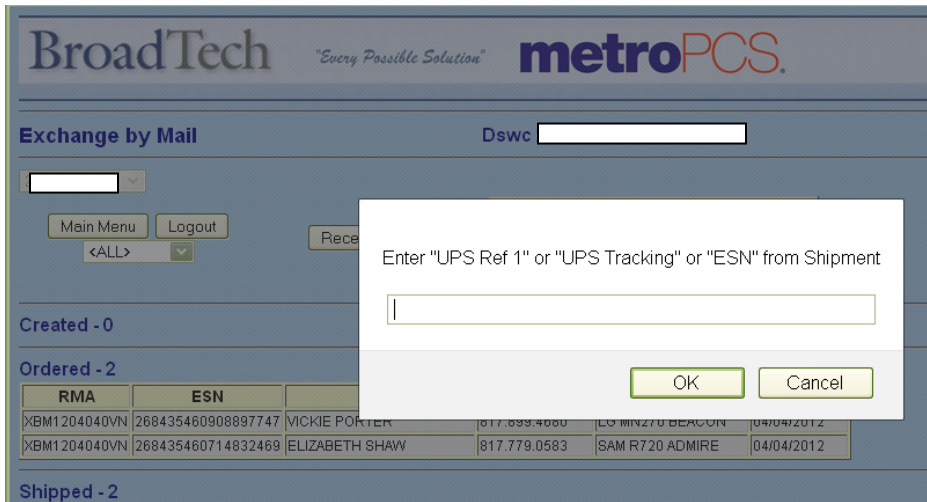 BroadTech "Every Possible Solution" metroPCS.
Exchange by Mail Dswc
Main Menu Logout
<ALL>
Rece
Enter "UPS Ref 1" or "UPS Tracking" or "ESN" from Shipment
OK Cancel
Created - 0
Ordered - 2
RMA ESN
XBM1204040VN 268435460908897747 VICKIE PORTER 817.899.4680 LG MN270 BEACON 04/04/2012
XBM1204040VN 268435460714832469 ELIZABETH SHAW 817.779.0583 SAM R720 ADMIRE 04/04/2012
Shipped - 2